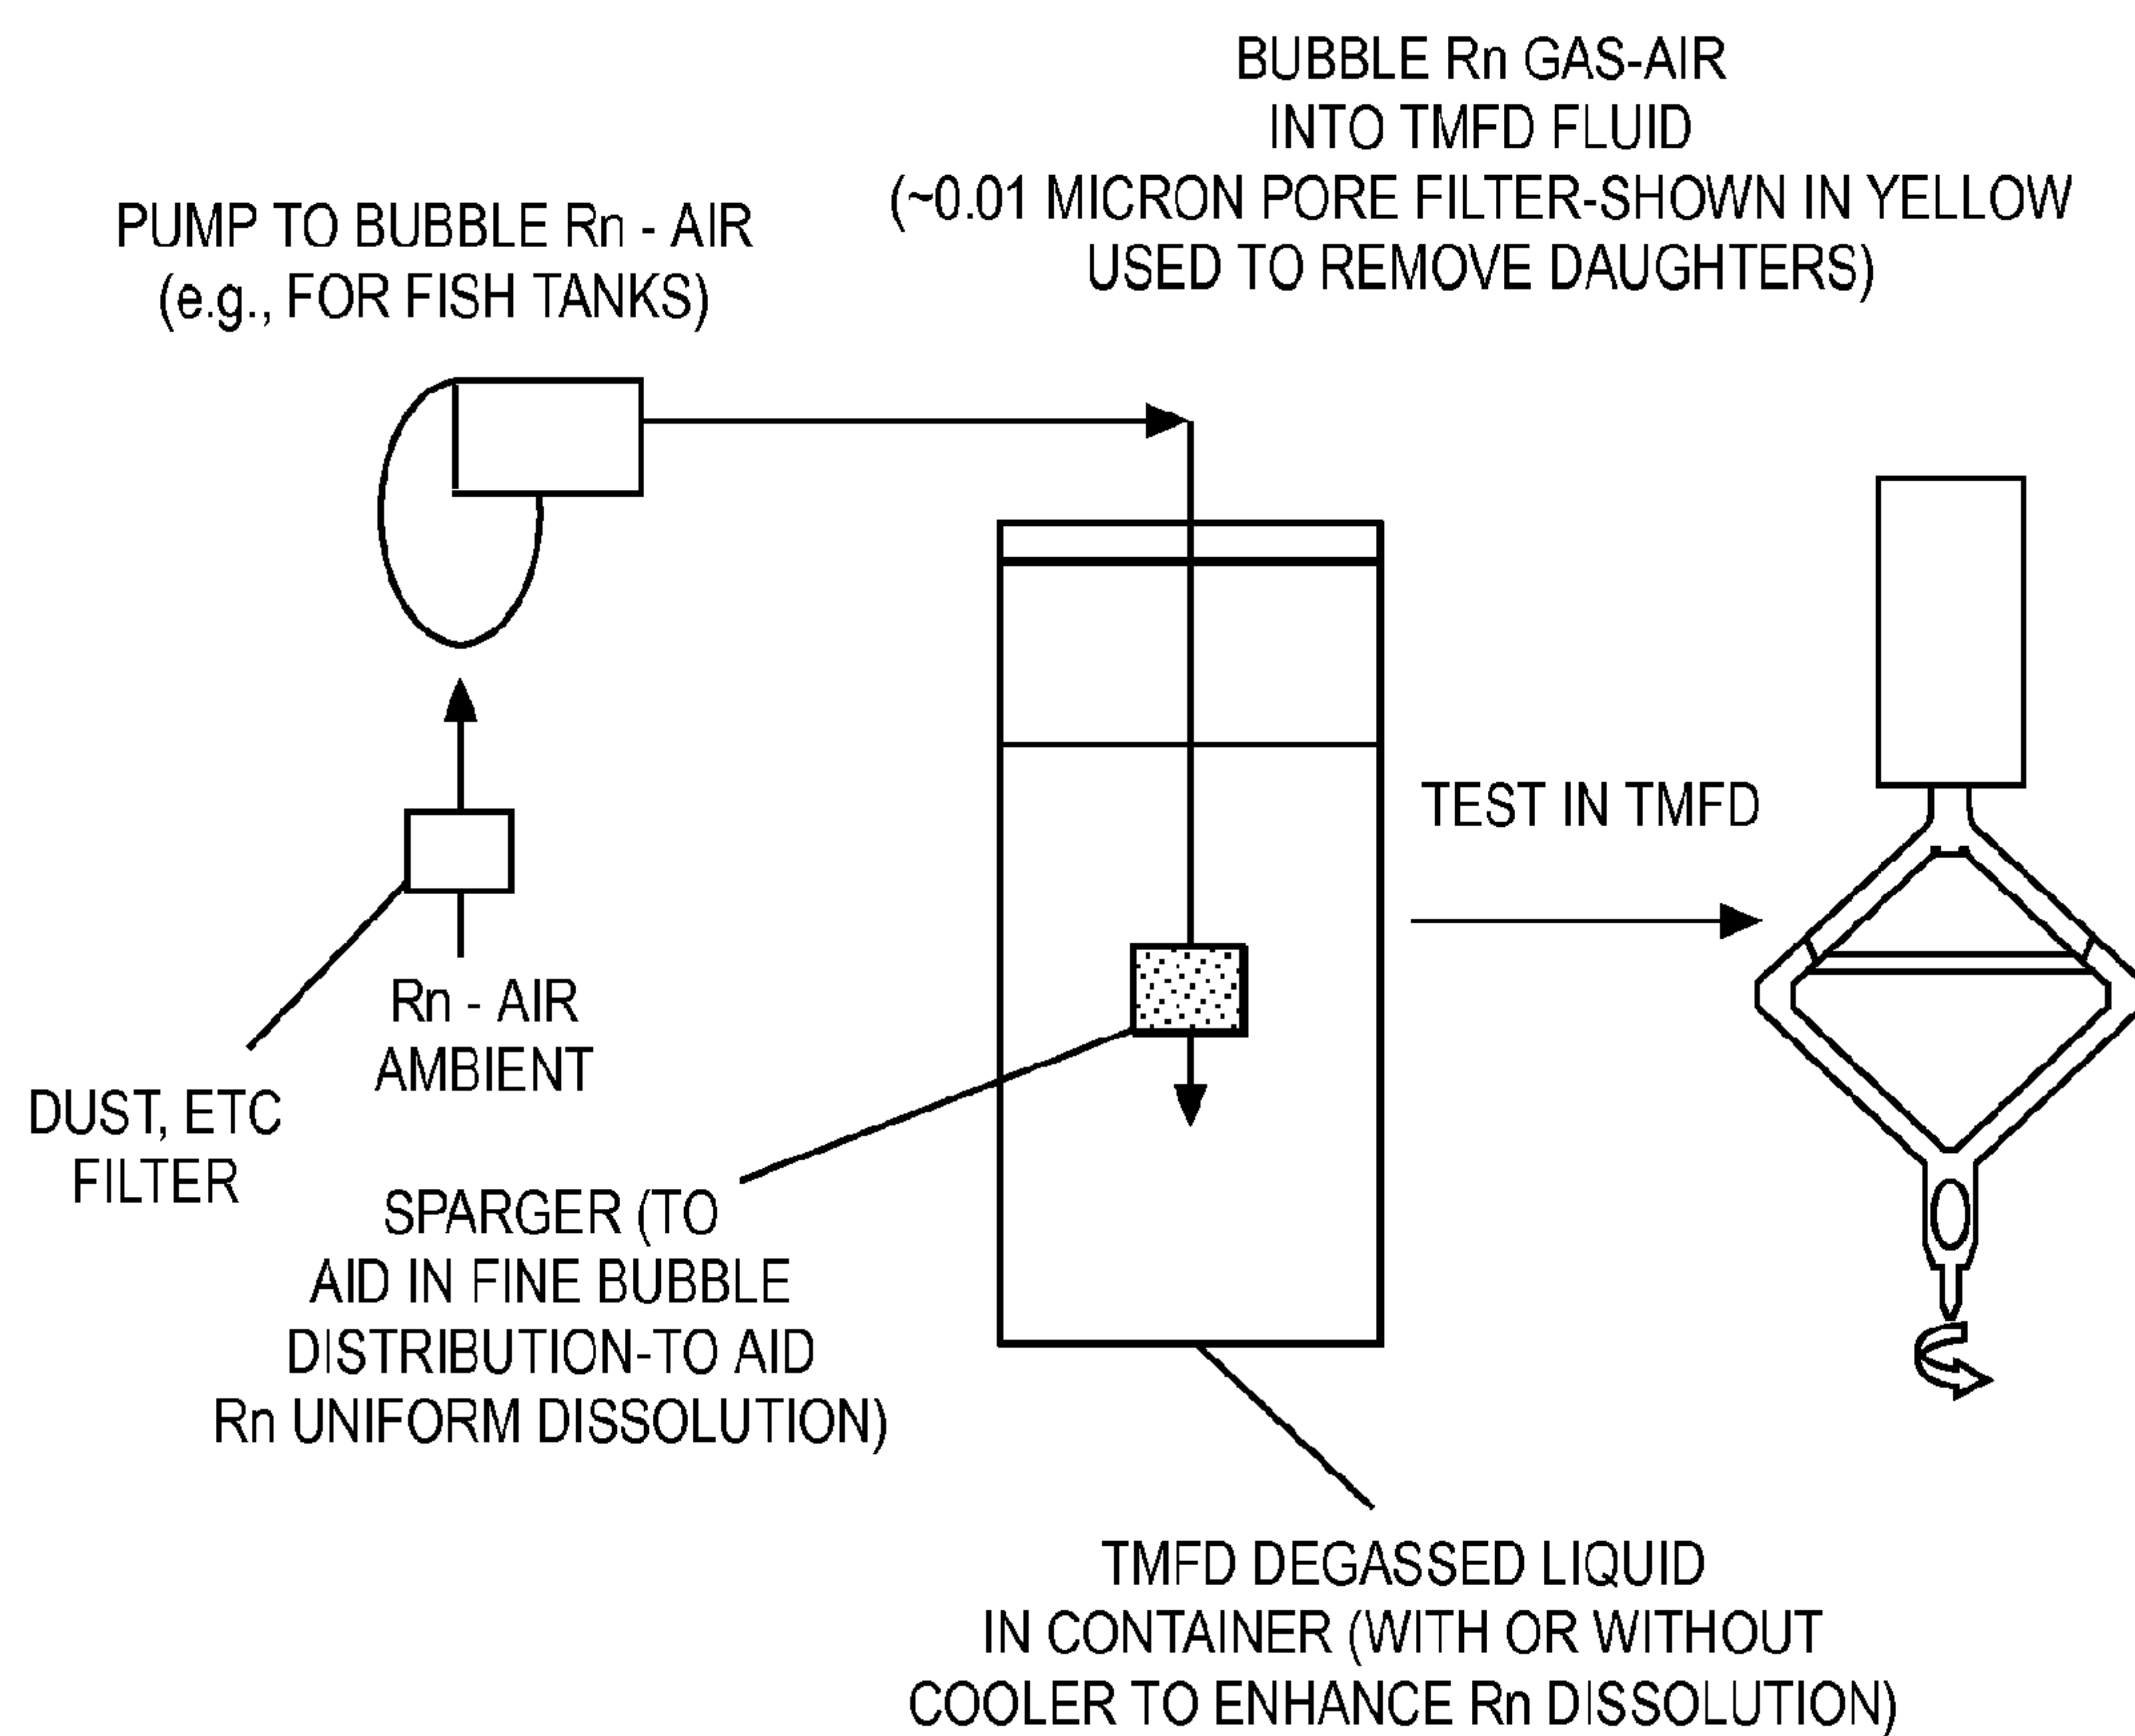 BUBBLE Rn GAS-AIR
INTO TMFD FLUID
(~0.01 MICRON PORE FILTER-SHOWN IN YELLOW
USED TO REMOVE DAUGHTERS)
PUMP TO BUBBLE Rn - AIR
(e.g., FOR FISH TANKS)
TEST IN TMFD
Rn - AIR
AMBIENT
DUST, ETC
FILTER
SPARGER (TO
AID IN FINE BUBBLE
DISTRIBUTION-TO AID
Rn UNIFORM DISSOLUTION)
TMFD DEGASSED LIQUID
IN CONTAINER (WITH OR WITHOUT
COOLER TO ENHANCE Rn DISSOLUTION)